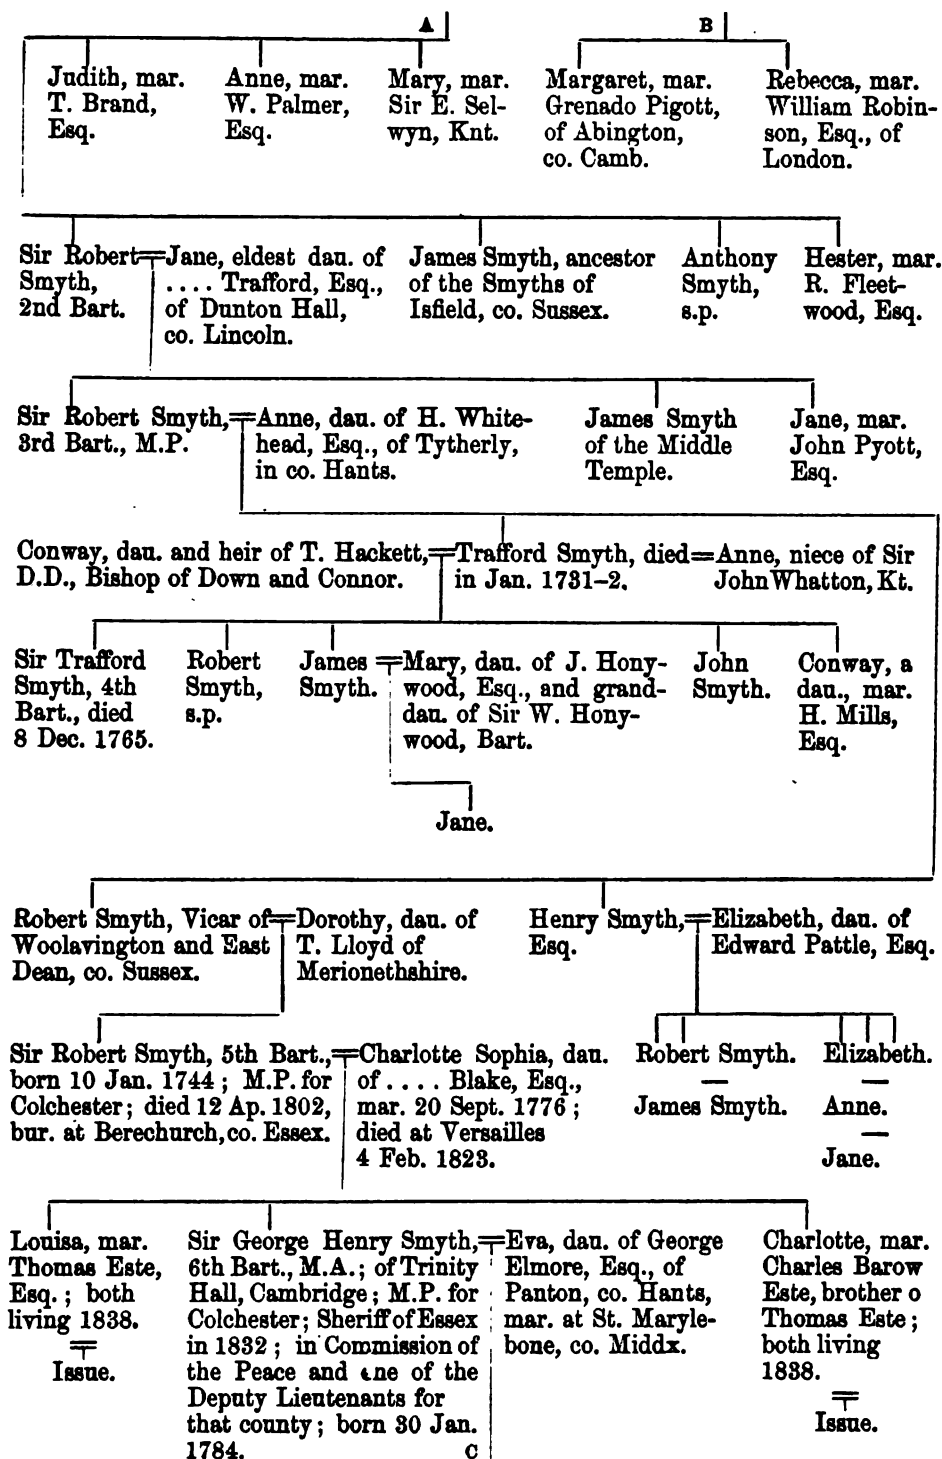 A
B
Judith, mar.
T. Brand,
Esq.
Anne, mar.
W. Palmer,
Esq.
Mary, mar.
Sir E. Sel-
wyn, Knt.
Margaret, mar.
Grenado Pigott,
of Abington,
co. Camb.
Rebecca, mar.
William Robin-
son, Esq., of
London.
Sir Robert
Smyth,
2nd Bart.
Jane, eldest dau. of
.... Trafford, Esq.,
of Dunton Hall,
co. Lincoln.
James Smyth, ancestor
of the Smyths of
Isfield, co. Sussex.
Anthony
Smyth,
s.p.
Hester, mar.
R. Fleet-
wood, Esq.
Sir Robert Smyth,
3rd Bart., M.P.
Anne, dau. of H. White-
head, Esq., of Tytherly,
in co. Hants.
James Smyth
of the Middle
Temple.
Jane, mar.
John Pyott,
Esq.
Conway, dau. and heir of T. Hackett,
D.D., Bishop of Down and Connor.
Trafford Smyth, died
in Jan. 1731-2.
Anne, niece of Sir
John Whatton, Kt.
Sir Trafford
Smyth, 4th
Bart., died
8 Dec. 1765.
Robert
Smyth,
s.p.
James
Smyth.
Mary, dau. of J. Hony-
wood, Esq., and grand-
dau. of Sir W. Hony-
wood, Bart.
John
Smyth.
Conway, a
dau., mar.
H. Mills,
Esq.
Jane.
Robert Smyth, Vicar of
Woolavington and East
Dean, co. Sussex.
Dorothy, dau. of
T. Lloyd of
Merionethshire.
Henry Smyth,
Esq.
Elizabeth, dau. of
Edward Pattle, Esq.
Sir Robert Smyth, 5th Bart.,
born 10 Jan. 1744; M.P. for
Colchester; died 12 Ap. 1802,
bur. at Berechurch, co. Essex.
Charlotte Sophia, dau.
of .... Blake, Esq.,
mar. 20 Sept. 1776;
died at Versailles
4 Feb. 1823.
Robert Smyth.
—
James Smyth.
Elizabeth.
—
Anne.
—
Jane.
Louisa, mar.
Thomas Este,
Esq.; both
living 1838.
Issue.
Sir George Henry Smyth,
6th Bart., M.A.; of Trinity
Hall, Cambridge; M.P. for
Colchester; Sheriff of Essex
in 1832; in Commission of
the Peace and one of the
Deputy Lieutenants for
that county; born 30 Jan.
1784. C
Eva, dau. of George
Elmore, Esq., of
Panton, co. Hants,
mar. at St. Maryle-
bone, co. Middx.
Charlotte, mar.
Charles Barow
Este, brother o
Thomas Este;
both living
1838.
Issue.